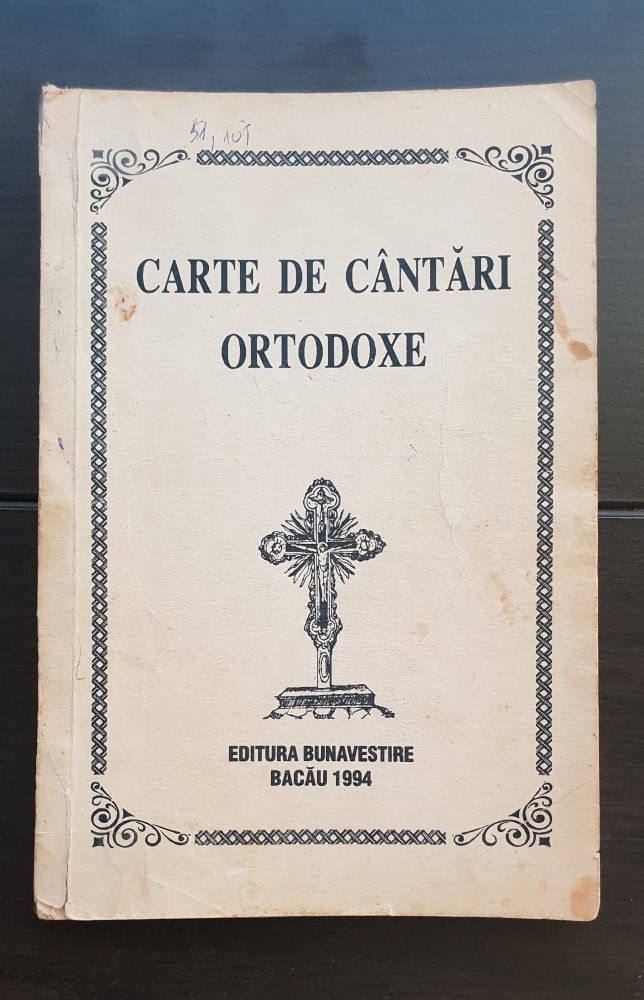 CARTE DE CÂNTĂRI
ORTODOXE
EDITURA BUNAVESTIRE
BACĂU 1994